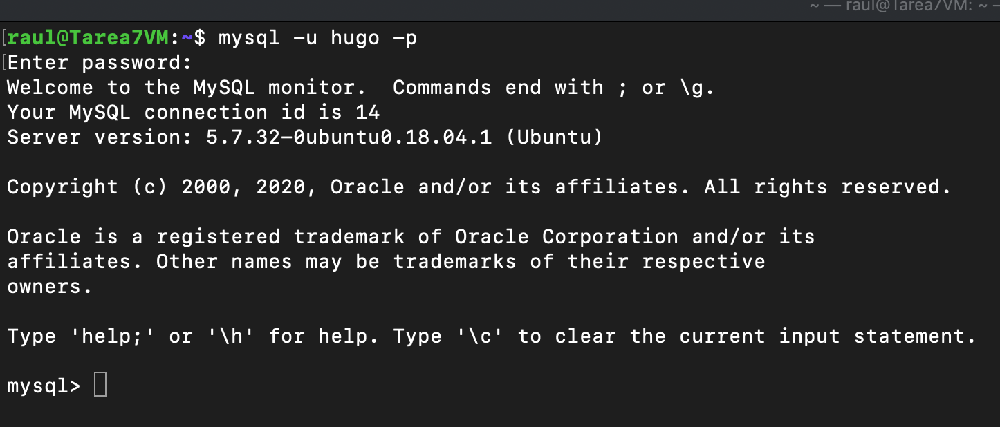 ~ — raul@Tarea7VM: ~ —
[raul@Tarea7VM:~$ mysql -u hugo -p
[Enter password:
Welcome to the MySQL monitor.  Commands end with ; or \g.
Your MySQL connection id is 14
Server version: 5.7.32-0ubuntu0.18.04.1 (Ubuntu)
Copyright (c) 2000, 2020, Oracle and/or its affiliates. All rights reserved.
Oracle is a registered trademark of Oracle Corporation and/or its
affiliates. Other names may be trademarks of their respective
owners.
Type 'help;' or '\h' for help. Type '\c' to clear the current input statement.
mysql>